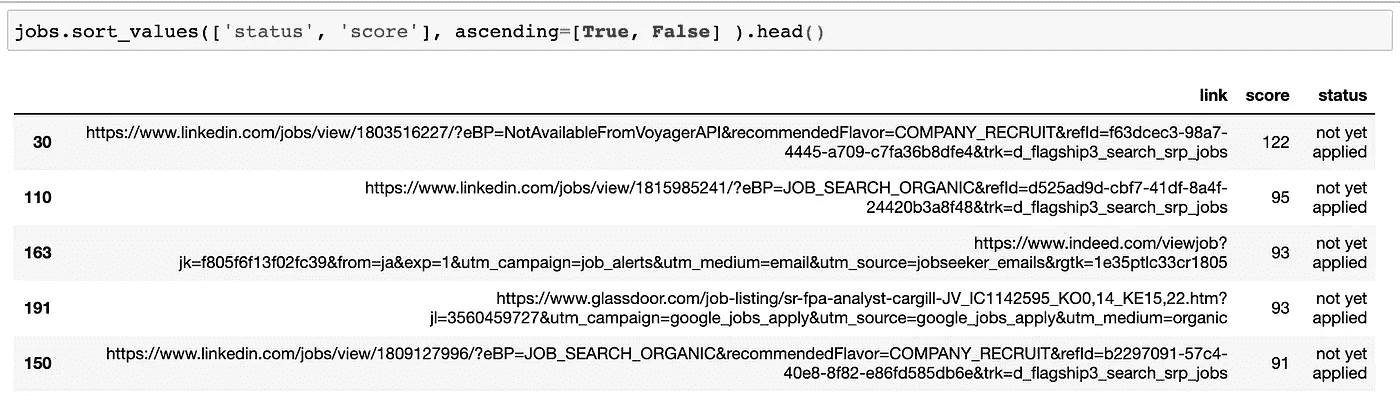 jobs.sort_values(['status', 'score'], ascending=[True, False] ).head()
link score status
30 https://www.linkedin.com/jobs/view/1803516227/?eBP=NotAvailableFromVoyagerAPI&recommendedFlavor=COMPANY_RECRUIT&refId=f63dcec3-98a7- 122 not yet
4445-a709-c7fa36b8dfe4&trk=d_flagship3_search_srp_jobs applied
110 https://www.linkedin.com/jobs/view/1815985241/?eBP=JOB_SEARCH_ORGANIC&refId=d525ad9d-cbf7-41df-8a4f- 95 not yet
24420b3a8f48&trk=d_flagship3_search_srp_jobs applied
163 https://www.indeed.com/viewjob? 93 not yet
jk=f805f6f13f02fc39&from=ja&exp=1&utm_campaign=job_alerts&utm_medium=email&utm_source=jobseeker_emails&rgtk=1e35ptlc33cr1805 applied
191 https://www.glassdoor.com/job-listing/sr-fpa-analyst-cargill-JV_IC1142595_KO0,14_KE15,22.htm? 93 not yet
jl=3560459727&utm_campaign=google_jobs_apply&utm_source=google_jobs_apply&utm_medium=organic applied
150 https://www.linkedin.com/jobs/view/1809127996/?eBP=JOB_SEARCH_ORGANIC&recommendedFlavor=COMPANY_RECRUIT&refId=b2297091-57c4- 91 not yet
40e8-8f82-e86fd585db6e&trk=d_flagship3_search_srp_jobs applied